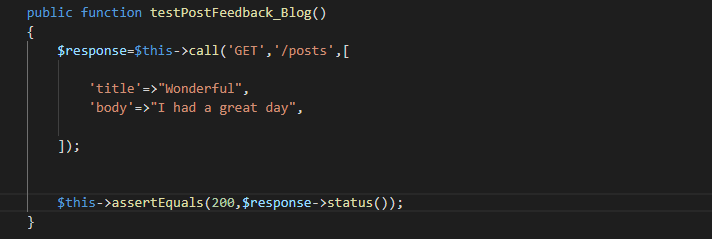 public function testPostFeedback_Blog()
{
$response=$this->call('GET','/posts',[
'title'=>"Wonderful",
'body'=>"I had a great day",
]);
$this->assertEquals(200,$response->status());
}